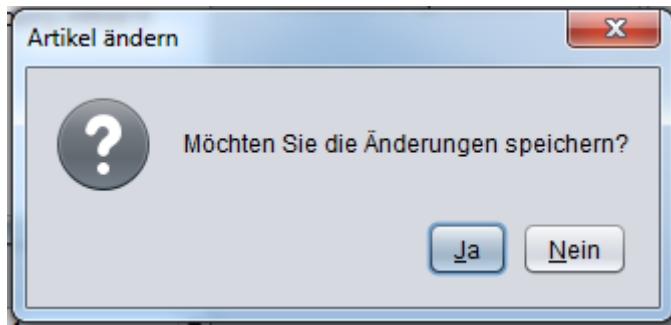 Artikel ändern
Möchten Sie die Änderungen speichern?
Ja
Nein